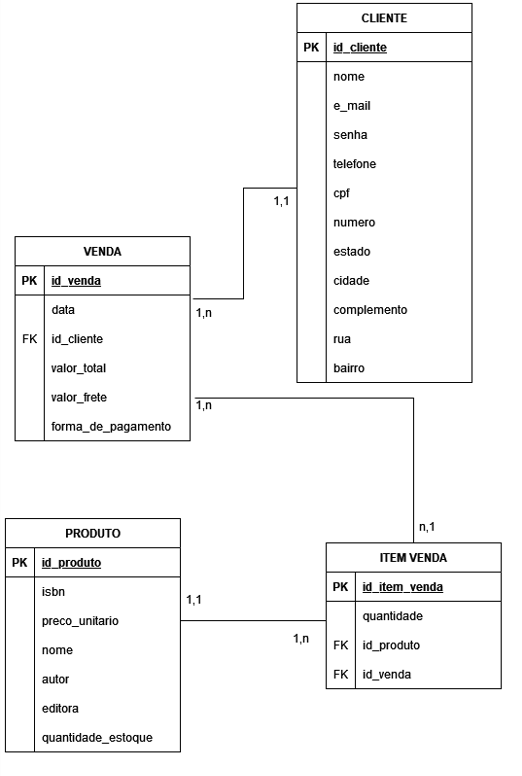 CLIENTE
PK id_cliente
nome
e_mail
senha
telefone
cpf
numero
estado
cidade
complemento
rua
bairro
1,1
VENDA
PK id_venda
data
FK id_cliente
valor_total
valor_frete
forma_de_pagamento
1,n
1,n
n,1
PRODUTO
PK id_produto
isbn
preco_unitario
nome
autor
editora
quantidade_estoque
1,1
1,n
ITEM VENDA
PK id_item_venda
quantidade
FK id_produto
FK id_venda